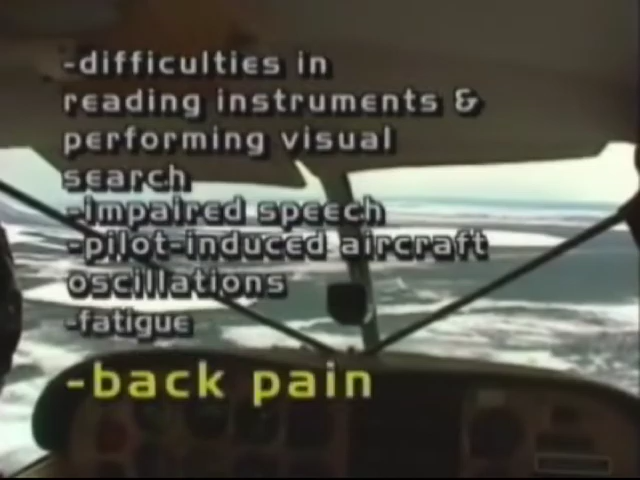 -difficulties in
reading instruments &
performing visual
search
-impaired speech
-pilot-induced aircraft
oscillations
-fatigue
-back pain